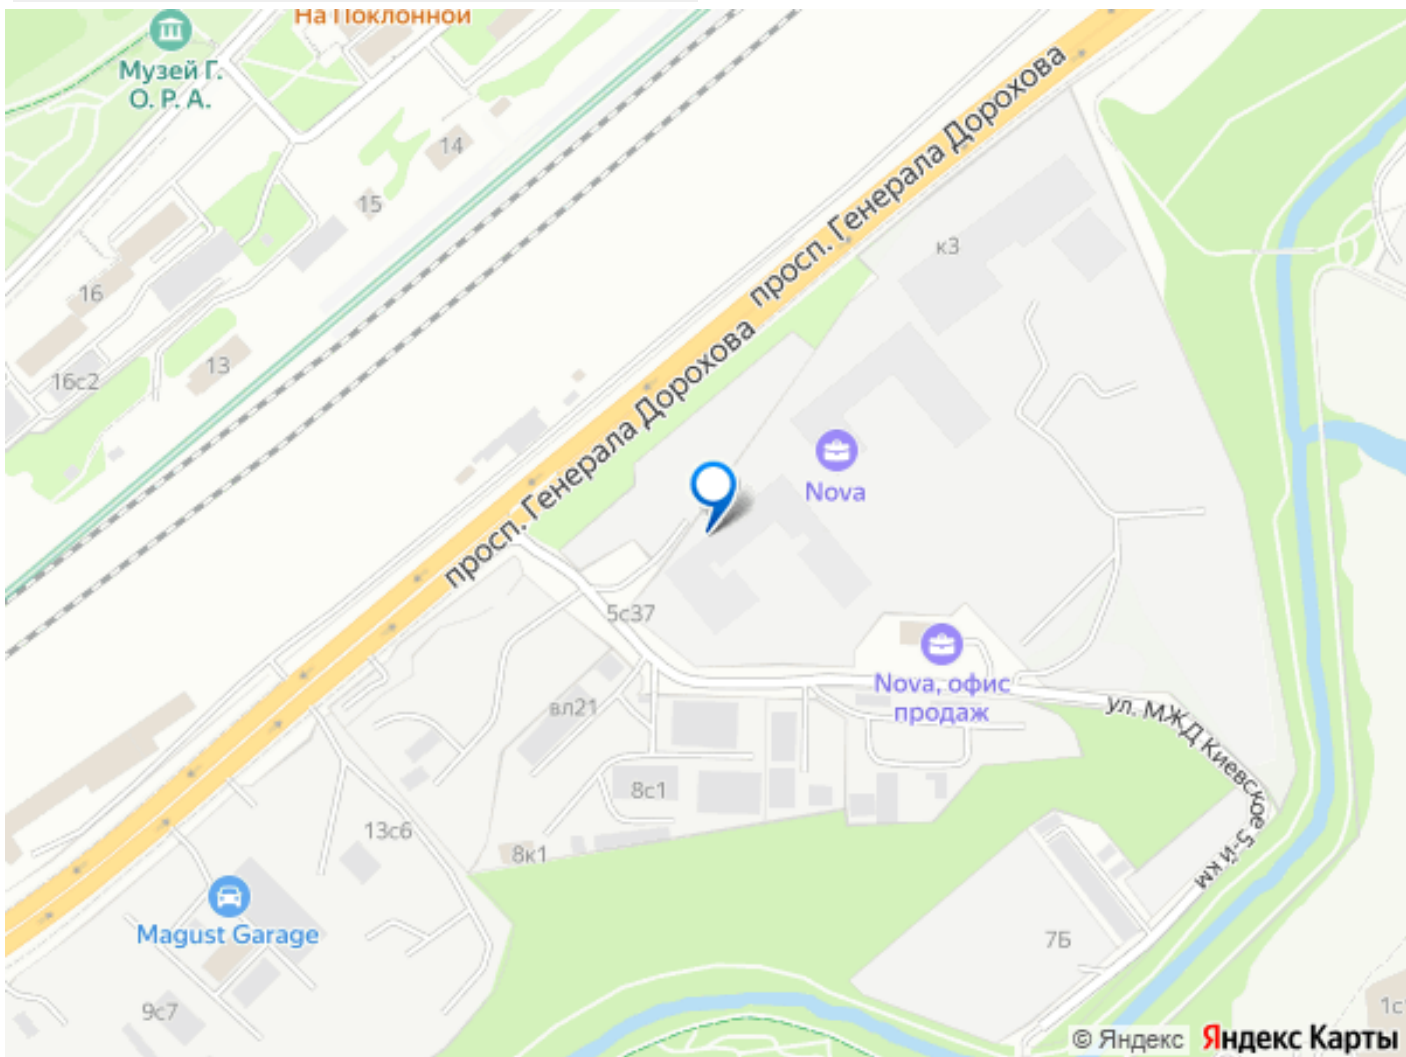 На Поклонной
Музей Г.
О. Р. А.
14
15
16
13
16с2
просп. Генерала Дорохова
к3
просп. Генерала Дорохова
Nova
просп. Генерала Дорохова
5с37
Nova, офис
продаж
вл21
ул. МЖД Киевское 5-й км
8с1
13с6
8к1
Magust Garage
7Б
9с7
1с
© Яндекс Яндекс Карты